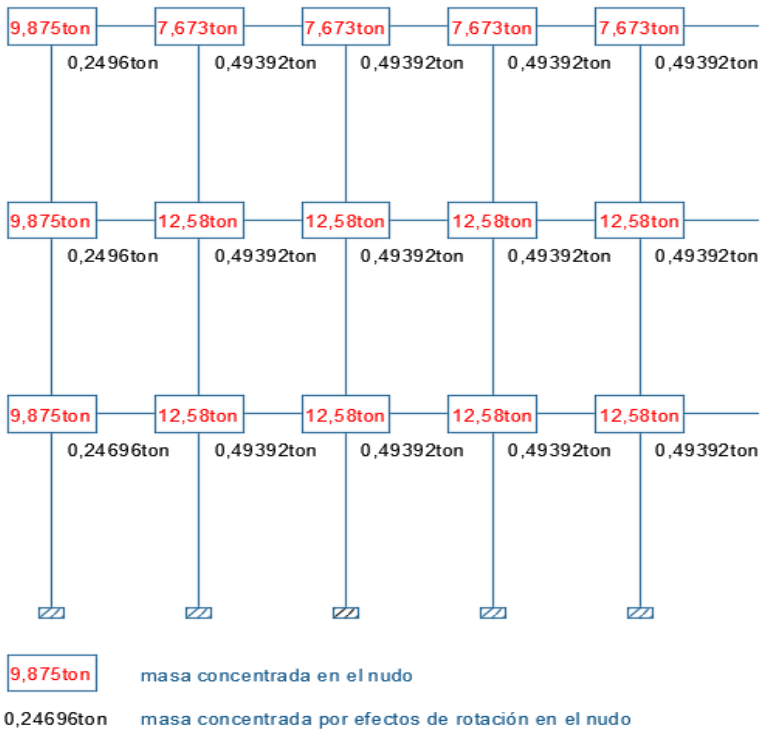 9,875ton 7,673ton 7,673ton 7,673ton 7,673ton
0,2496ton 0,49392ton 0,49392ton 0,49392ton 0,49392ton
9,875ton 12,58ton 12,58ton 12,58ton 12,58ton
0,2496ton 0,49392ton 0,49392ton 0,49392ton 0,49392ton
9,875ton 12,58ton 12,58ton 12,58ton 12,58ton
0,24696ton 0,49392ton 0,49392ton 0,49392ton 0,49392ton
9,875ton masa concentrada en el nudo
0,24696ton masa concentrada por efectos de rotación en el nudo